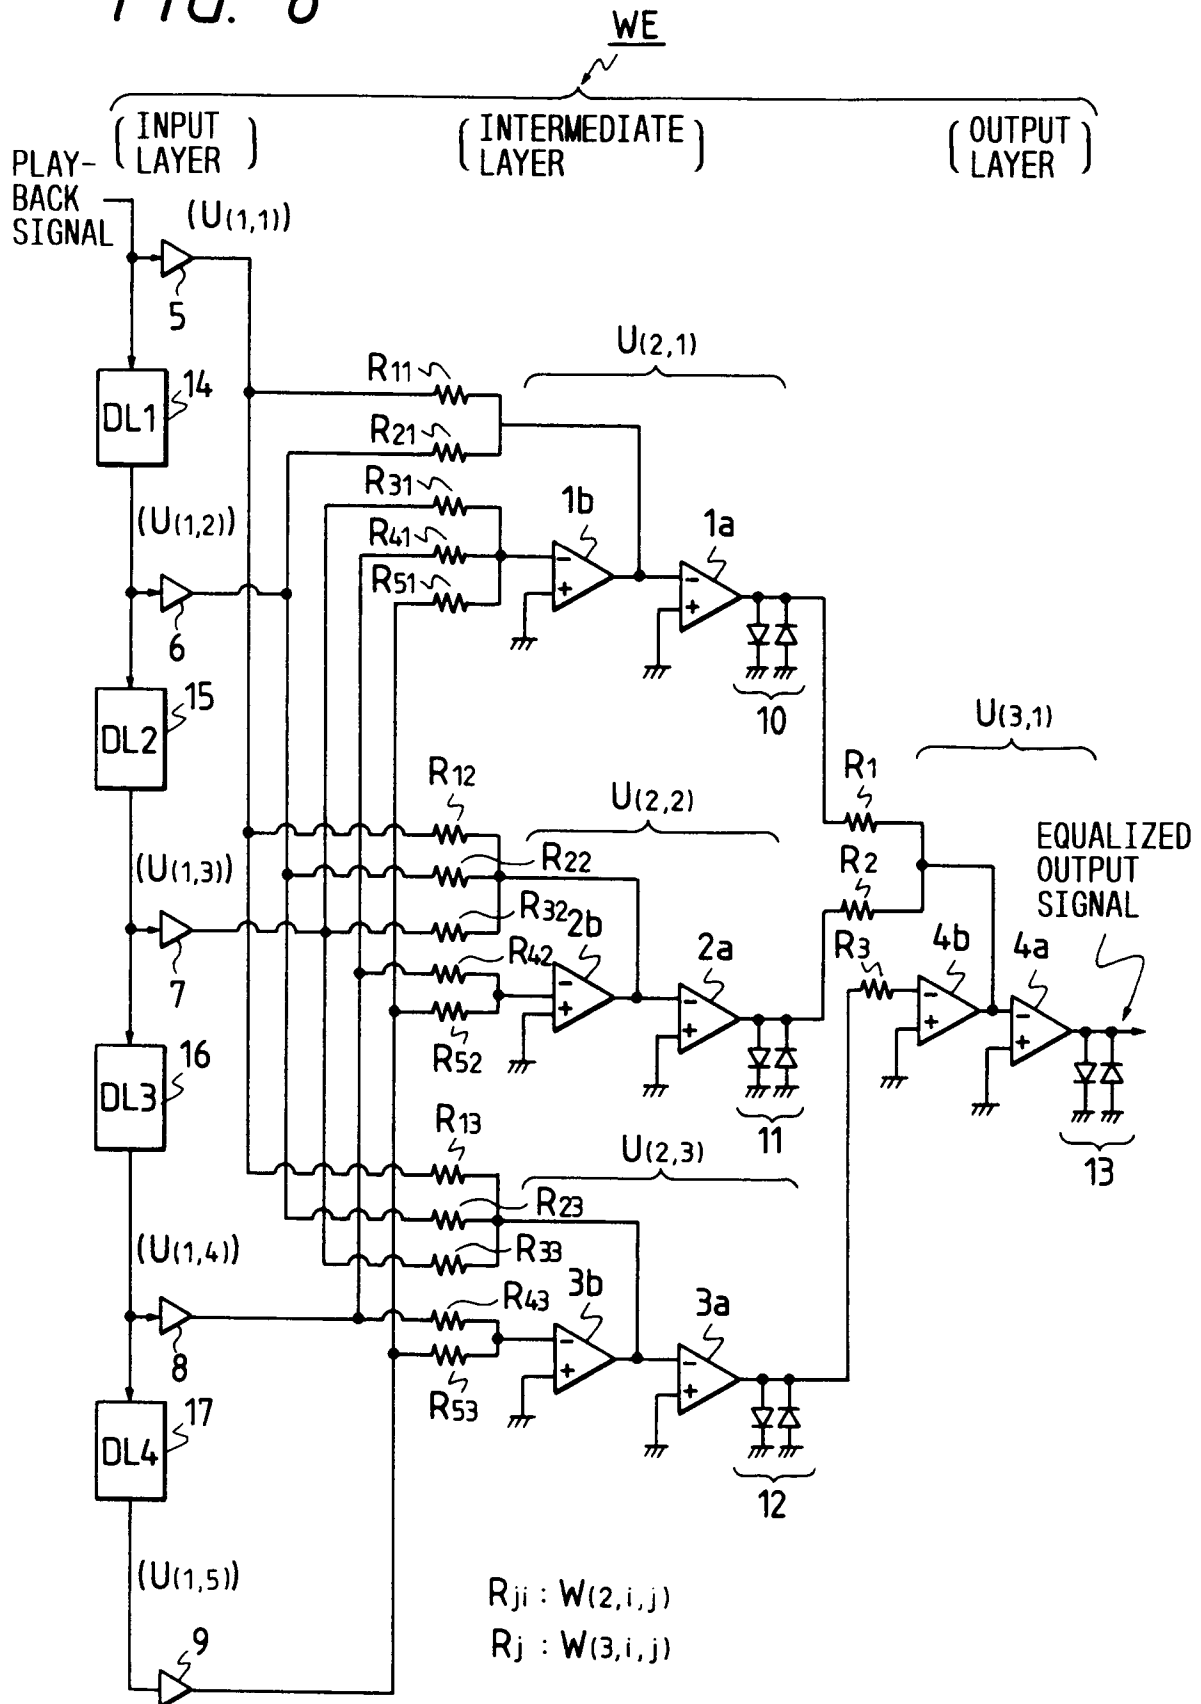 FIG. 6
WE
INPUT
LAYER
INTERMEDIATE
LAYER
OUTPUT
LAYER
PLAY-
BACK
SIGNAL
(U(1,1))
5
U(2,1)
R11
14
DL1
R21
R31
1b
1a
(U(1,2))
R41
R51
6
15
10
U(3,1)
DL2
R12
R1
U(2,2)
EQUALIZED
OUTPUT
SIGNAL
R22
R2
(U(1,3))
R32
2b
2a
R3
4b
4a
R42
7
R52
16
DL3
R13
11
U(2,3)
13
R23
(U(1,4))
R33
R43
3b
3a
8
R53
17
DL4
12
(U(1,5))
Rji : W(2,i,j)
Rj : W(3,i,j)
9